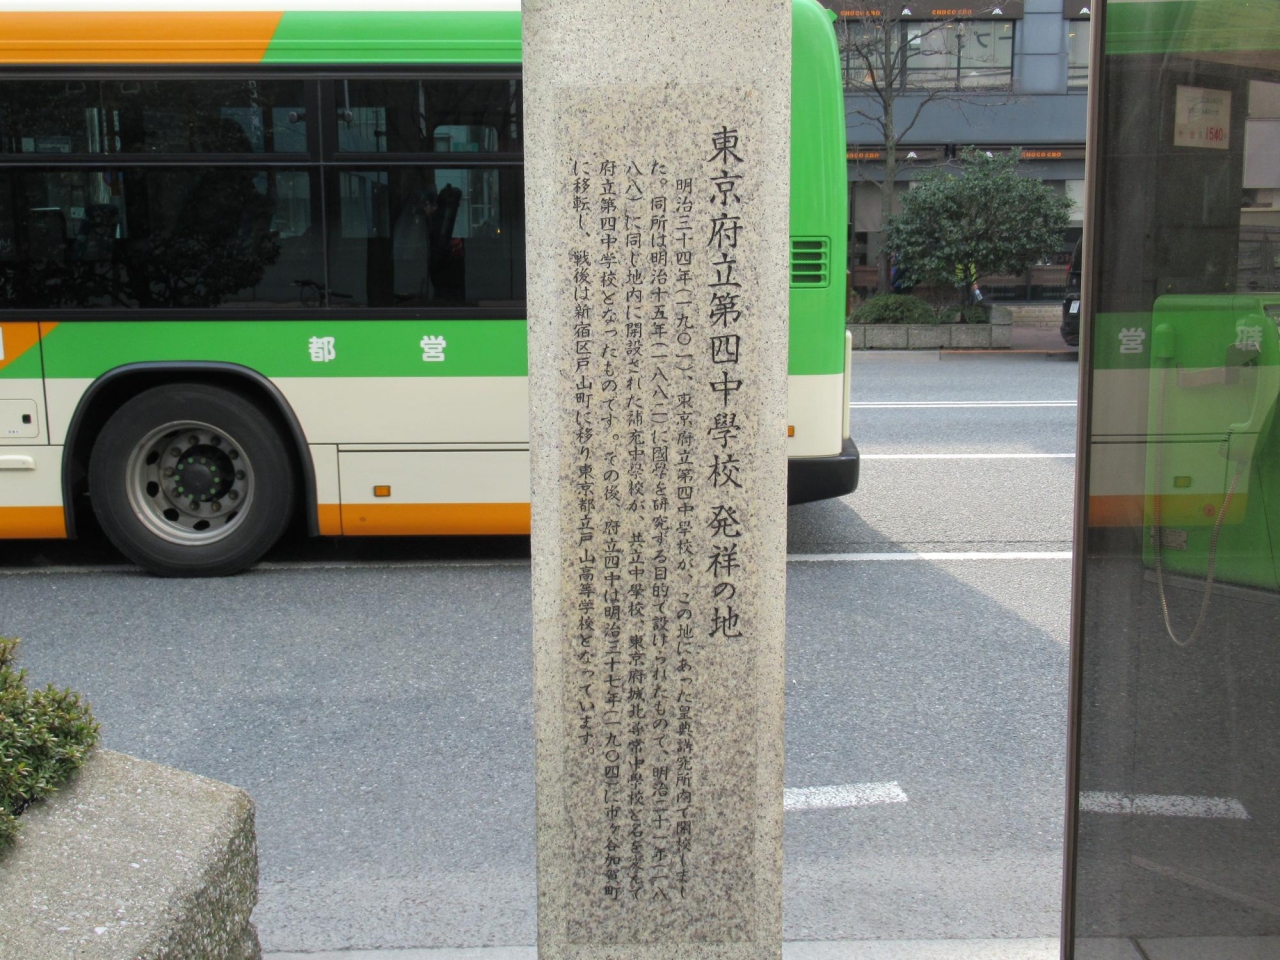 東京府立第四中學校 発祥の地
明治三十四年(一九〇一)、東京府立第四中學校が、この地にあった皇典講究所内で開校しまし
た。同所は明治十五年(一八八二)に國學を研究する目的で設けられたもので、明治二十一年(一八
八八)に同じ地内に開設された補充中學校が、共立中學校、東京府城北尋常中學校と名を変えて
府立第四中学校となったものです。その後、府立四中は明治三十七年(一九〇四)に市ヶ谷加賀町
に移転し、戦後は新宿区戸山町に移り東京都立戸山高等学校となっています。
都 営
営
1540